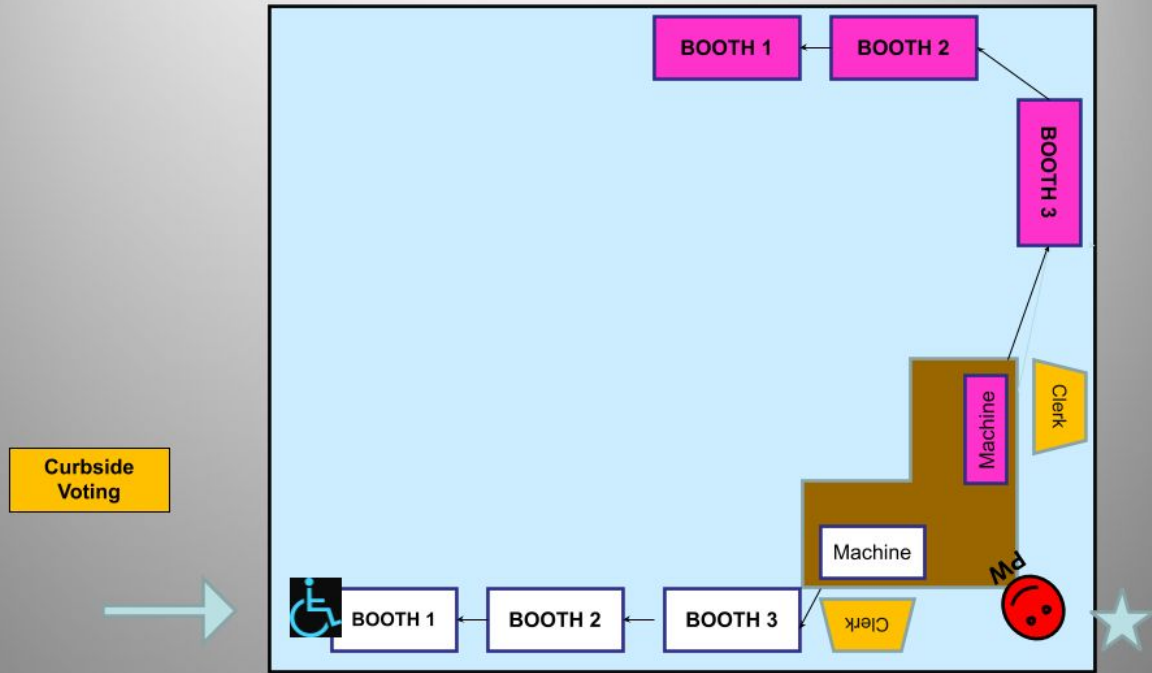 BOOTH 1
BOOTH 2
BOOTH 3
Clerk
Machine
Curbside
Voting
Machine
PW
BOOTH 1
BOOTH 2
BOOTH 3
Clerk